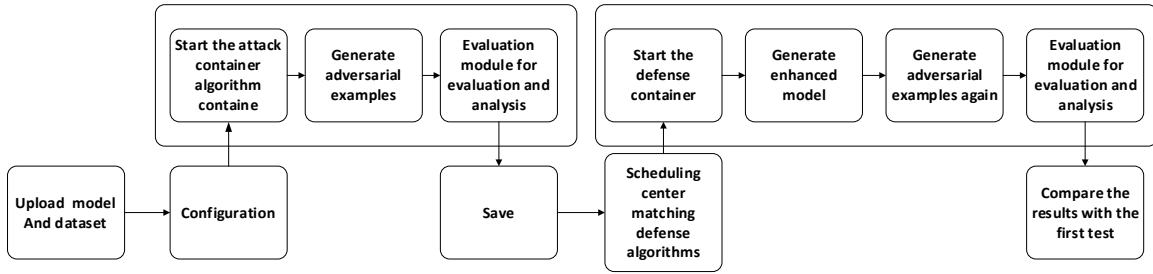 Start the attack
container
algorithm
containe
Generate
adversarial
examples
Evaluation
module for
evaluation and
analysis
Start the
defense
container
Generate
enhanced
model
Generate
adversarial
examples again
Evaluation
module for
evaluation and
analysis
Upload model
And dataset
Configuration
Save
Scheduling
center
matching
defense
algorithms
Compare the
results with the
first test